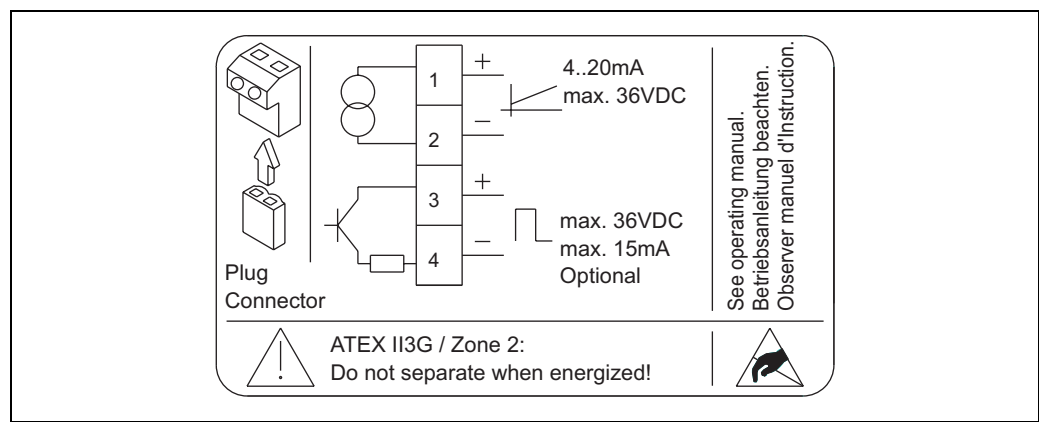 Plug
Connector
1
2
3
4
+
–
+
–
4..20mA
max. 36VDC
max. 36VDC
max. 15mA
Optional
See operating manual.
Betriebsanleitung beachten.
Observer manuel d'Instruction.
ATEX II3G / Zone 2:
Do not separate when energized!